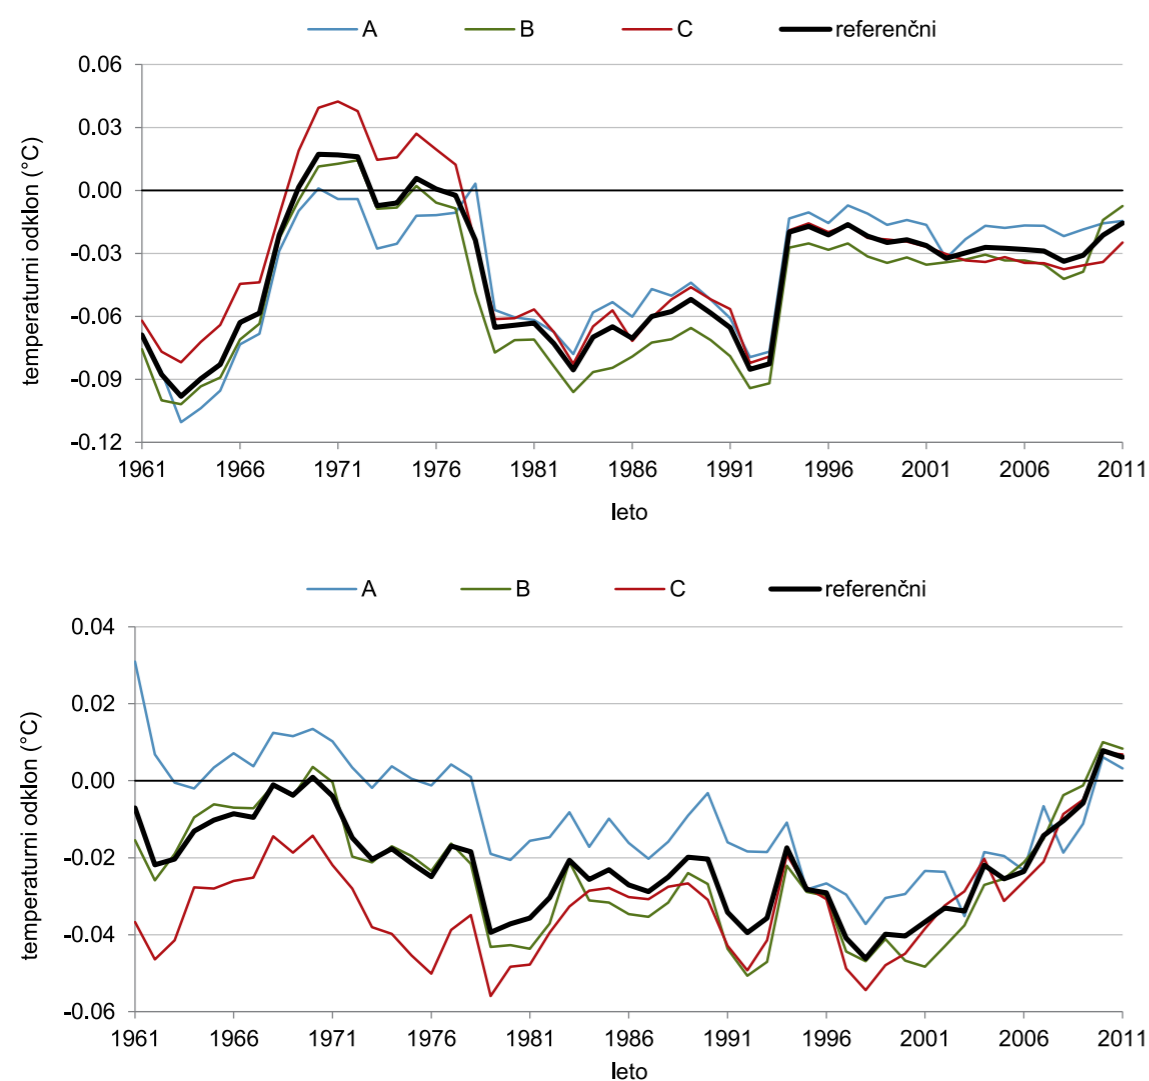 A B C referenčni
0.06
0.03
0.00
-0.03
-0.06
-0.09
-0.12
temperaturni odklon (°C)
1961 1966 1971 1976 1981 1986 1991 1996 2001 2006 2011
leto
A B C referenčni
0.04
0.02
0.00
-0.02
-0.04
-0.06
temperaturni odklon (°C)
1961 1966 1971 1976 1981 1986 1991 1996 2001 2006 2011
leto